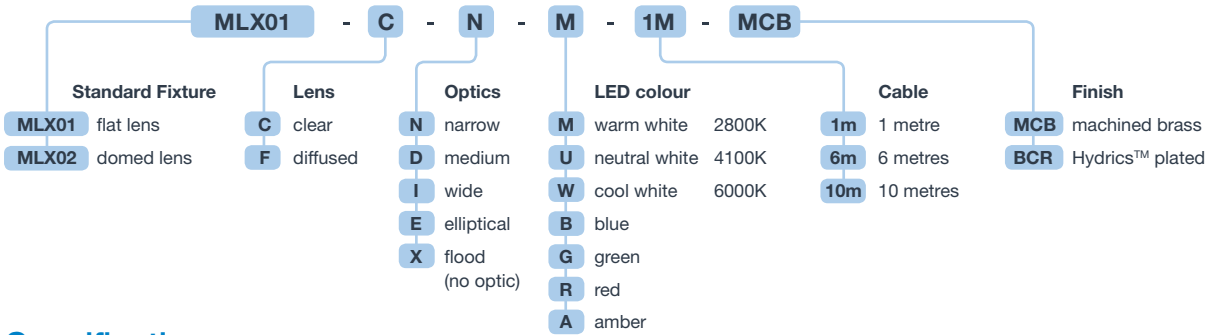 MLX01 - C - N - M - 1M - MCB
Standard Fixture
MLX01 flat lens
MLX02 domed lens
Lens
C clear
F diffused
Optics
N narrow
D medium
I wide
E elliptical
X flood
(no optic)
LED colour
M warm white 2800K
U neutral white 4100K
W cool white 6000K
B blue
G green
R red
A amber
Cable
1m 1 metre
6m 6 metres
10m 10 metres
Finish
MCB machined brass
BCR Hydrics™ plated